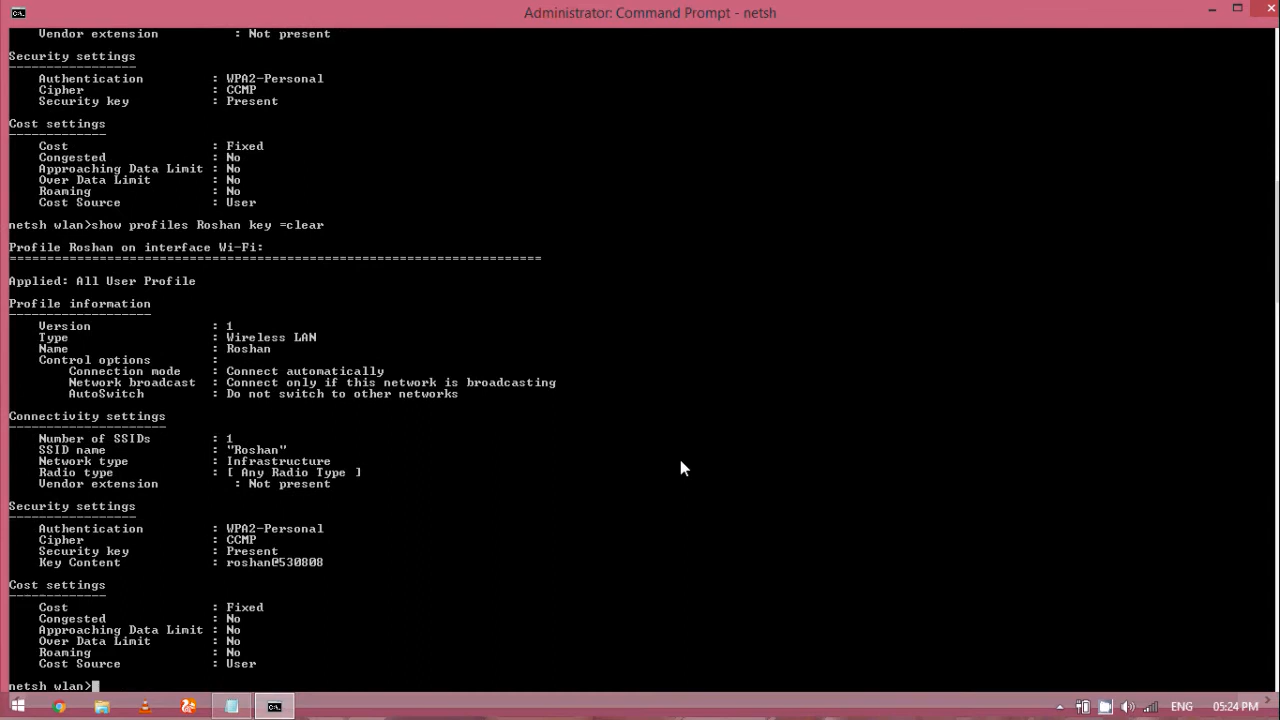 Administrator: Command Prompt - netsh
Vendor extension : Not present
Security settings
-----------------
Authentication : WPA2-Personal
Cipher : CCMP
Security key : Present
Cost settings
-------------
Cost : Fixed
Congested : No
Approaching Data Limit : No
Over Data Limit : No
Roaming : No
Cost Source : User
netsh wlan>show profiles Roshan key =clear
Profile Roshan on interface Wi-Fi:
=======================================================================
Applied: All User Profile
Profile information
-------------------
Version : 1
Type : Wireless LAN
Name : Roshan
Control options :
Connection mode : Connect automatically
Network broadcast : Connect only if this network is broadcasting
AutoSwitch : Do not switch to other networks
Connectivity settings
---------------------
Number of SSIDs : 1
SSID name : "Roshan"
Network type : Infrastructure
Radio type : [ Any Radio Type ]
Vendor extension : Not present
Security settings
-----------------
Authentication : WPA2-Personal
Cipher : CCMP
Security key : Present
Key Content : roshan@530808
Cost settings
-------------
Cost : Fixed
Congested : No
Approaching Data Limit : No
Over Data Limit : No
Roaming : No
Cost Source : User
netsh wlan>
ENG 05:24 PM